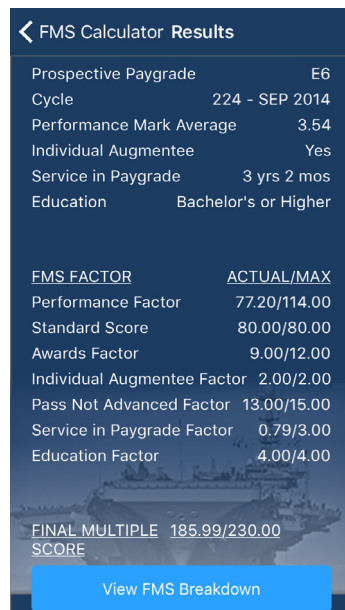 FMS Calculator Results
Prospective Paygrade E6
Cycle 224 - SEP 2014
Performance Mark Average 3.54
Individual Augmentee Yes
Service in Paygrade 3 yrs 2 mos
Education Bachelor's or Higher
FMS FACTOR ACTUAL/MAX
Performance Factor 77.20/114.00
Standard Score 80.00/80.00
Awards Factor 9.00/12.00
Individual Augmentee Factor 2.00/2.00
Pass Not Advanced Factor 13.00/15.00
Service in Paygrade Factor 0.79/3.00
Education Factor 4.00/4.00
FINAL MULTIPLE 185.99/230.00
SCORE
View FMS Breakdown